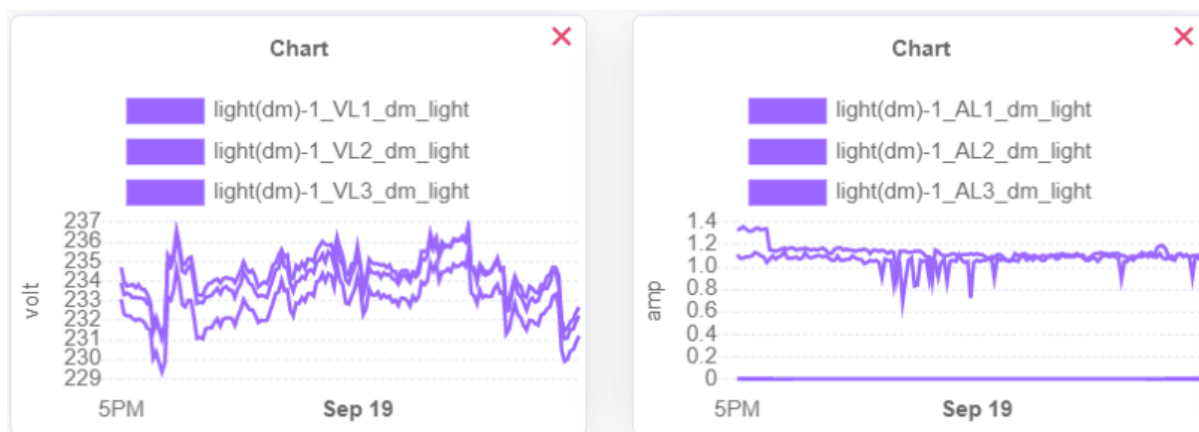 Chart
light(dm)-1_VL1_dm_light
light(dm)-1_VL2_dm_light
light(dm)-1_VL3_dm_light
volt
237
236
235
234
233
232
231
230
229
5PM Sep 19
Chart
light(dm)-1_AL1_dm_light
light(dm)-1_AL2_dm_light
light(dm)-1_AL3_dm_light
amp
1.4
1.2
1.0
0.8
0.6
0.4
0.2
0
5PM Sep 19